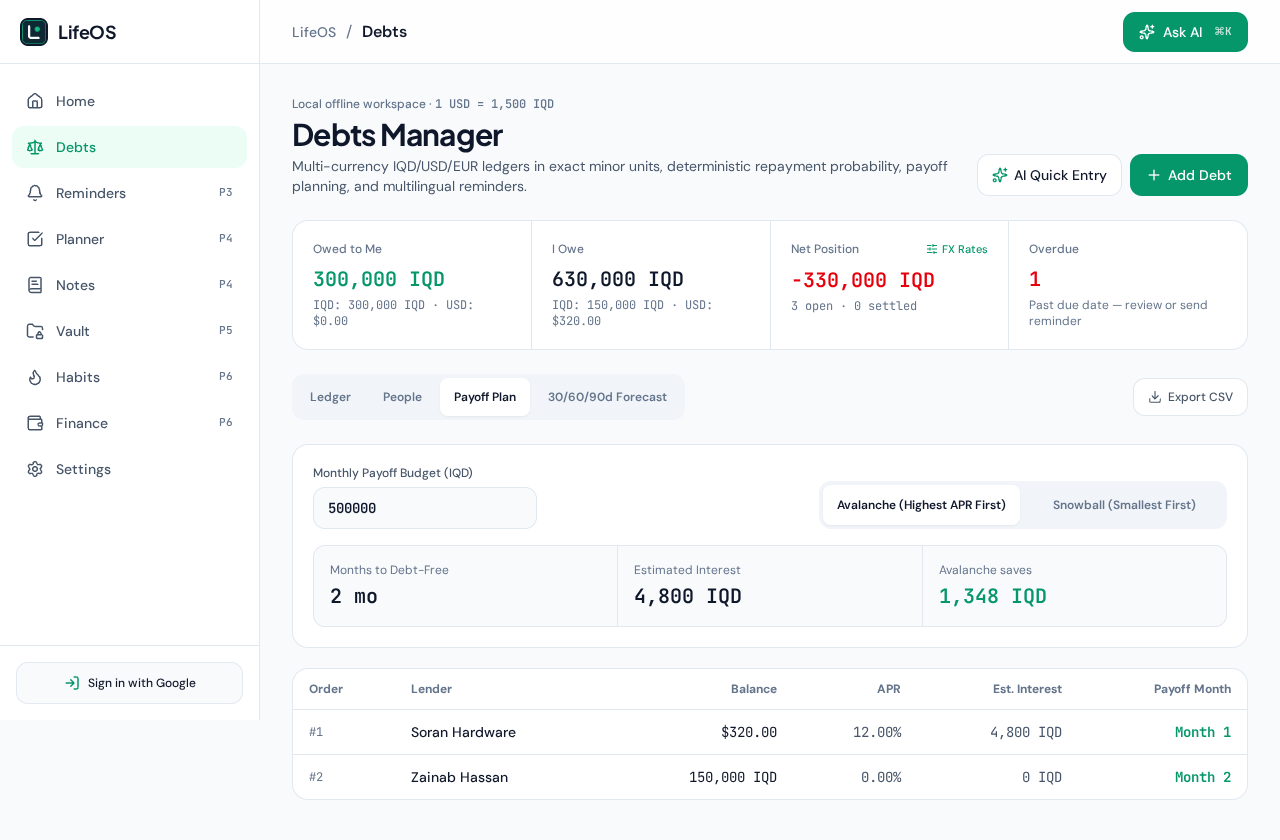 LifeOS
LifeOS / Debts
Ask AI ⌘K
Home
Debts
Reminders P3
Planner P4
Notes P4
Vault P5
Habits P6
Finance P6
Settings
Sign in with Google
Local offline workspace · 1 USD = 1,500 IQD
Debts Manager
Multi-currency IQD/USD/EUR ledgers in exact minor units, deterministic repayment probability, payoff
planning, and multilingual reminders.
AI Quick Entry
Add Debt
Owed to Me
300,000 IQD
IQD: 300,000 IQD · USD:
$0.00
I Owe
630,000 IQD
IQD: 150,000 IQD · USD:
$320.00
Net Position FX Rates
-330,000 IQD
3 open · 0 settled
Overdue
1
Past due date — review or send
reminder
Ledger People Payoff Plan 30/60/90d Forecast
Export CSV
Monthly Payoff Budget (IQD)
500000
Avalanche (Highest APR First) Snowball (Smallest First)
Months to Debt-Free
2 mo
Estimated Interest
4,800 IQD
Avalanche saves
1,348 IQD
Order Lender Balance APR Est. Interest Payoff Month
#1 Soran Hardware $320.00 12.00% 4,800 IQD Month 1
#2 Zainab Hassan 150,000 IQD 0.00% 0 IQD Month 2